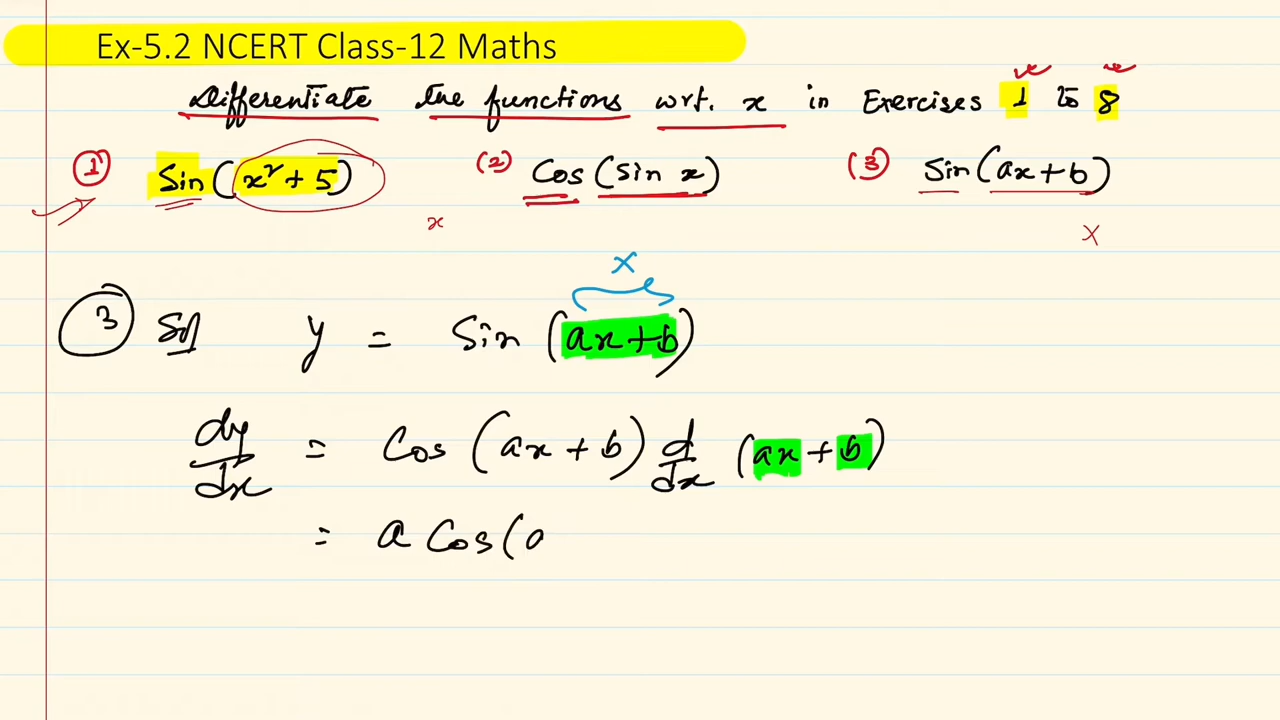 Ex-5.2 NCERT Class-12 Maths
Differentiate the functions wrt. x in Exercises 1 to 8
(1) Sin(x² + 5) (2) Cos(sin x) (3) Sin(ax+b)
x x
x
3 Sol y = Sin (ax+b)
dy/dx = Cos (ax + b) d/dx (ax + b)
= a Cos(a